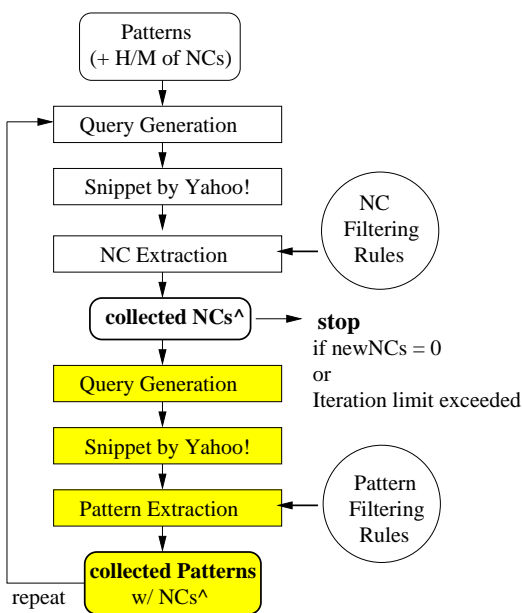 Patterns
(+ H/M of NCs)
Query Generation
Snippet by Yahoo!
NC
Filtering
Rules
NC Extraction
collected NCs^
stop
if newNCs = 0
or
Iteration limit exceeded
Query Generation
Snippet by Yahoo!
Pattern Extraction
Pattern
Filtering
Rules
collected Patterns
w/ NCs^
repeat